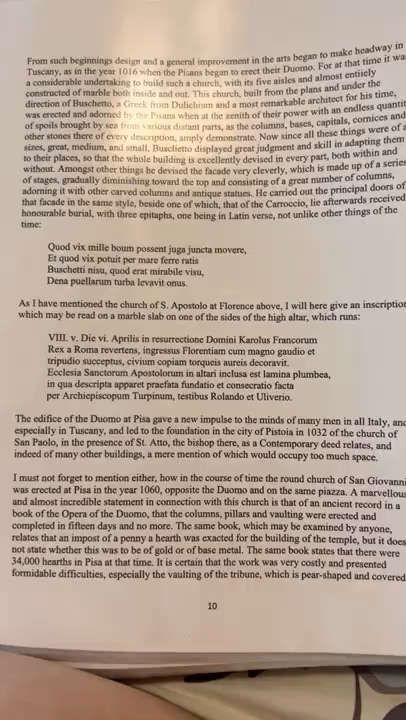 From such beginnings design and a general improvement in the arts began to make headway in
Tuscany, as in the year 1016 when the Pisans began to erect their Duomo. For at that time it was
a considerable undertaking to build such a church, with its five aisles and almost entirely
constructed of marble both inside and out. This church, built from the plans and under the
direction of Buschetto, a Greek from Dulichium and a most remarkable architect for his time,
was erected and adorned by the Pisans when at the zenith of their power with an endless quantit
of spoils brought by sea from various distant parts, as the columns, bases, capitals, cornices and
other stones there of every description, amply demonstrate. Now since all these things were of a
sizes, great, medium, and small, Buschetto displayed great judgment and skill in adapting them
to their places, so that the whole building is excellently devised in every part, both within and
without. Amongst other things he devised the facade very cleverly, which is made up of a series
of stages, gradually diminishing toward the top and consisting of a great number of columns,
adorning it with other carved columns and antique statues. He carried out the principal doors of
that facade in the same style, beside one of which, that of the Carroccio, lie afterwards received
honourable burial, with three epitaphs, one being in Latin verse, not unlike other things of the
time:
Quod vix mille boum possent juga juncta movere,
Et quod vix potuit per mare ferre ratis
Buschetti nisu, quod erat mirabile visu,
Dena puellarum turba levavit onus.
As I have mentioned the church of S. Apostolo at Florence above, I will here give an inscription
which may be read on a marble slab on one of the sides of the high altar, which runs:
VIII. v. Die vi. Aprilis in resurrectione Domini Karolus Francorum
Rex a Roma revertens, ingressus Florentiam cum magno gaudio et
tripudio succeptus, civium copiam torqueis aureis decoravit.
Ecclesia Sanctorum Apostolorum in altari inclusa est lamina plumbea,
in qua descripta apparet praefata fundatio et consecratio facta
per Archiepiscopum Turpinum, testibus Rolando et Uliverio.
The edifice of the Duomo at Pisa gave a new impulse to the minds of many men in all Italy, and
especially in Tuscany, and led to the foundation in the city of Pistoia in 1032 of the church of
San Paolo, in the presence of St. Atto, the bishop there, as a Contemporary deed relates, and
indeed of many other buildings, a mere mention of which would occupy too much space.
I must not forget to mention either, how in the course of time the round church of San Giovanni
was erected at Pisa in the year 1060, opposite the Duomo and on the same piazza. A marvellous
and almost incredible statement in connection with this church is that of an ancient record in a
book of the Opera of the Duomo, that the columns, pillars and vaulting were erected and
completed in fifteen days and no more. The same book, which may be examined by anyone,
relates that an impost of a penny a hearth was exacted for the building of the temple, but it does
not state whether this was to be of gold or of base metal. The same book states that there were
34,000 hearths in Pisa at that time. It is certain that the work was very costly and presented
formidable difficulties, especially the vaulting of the tribune, which is pear-shaped and covered
10